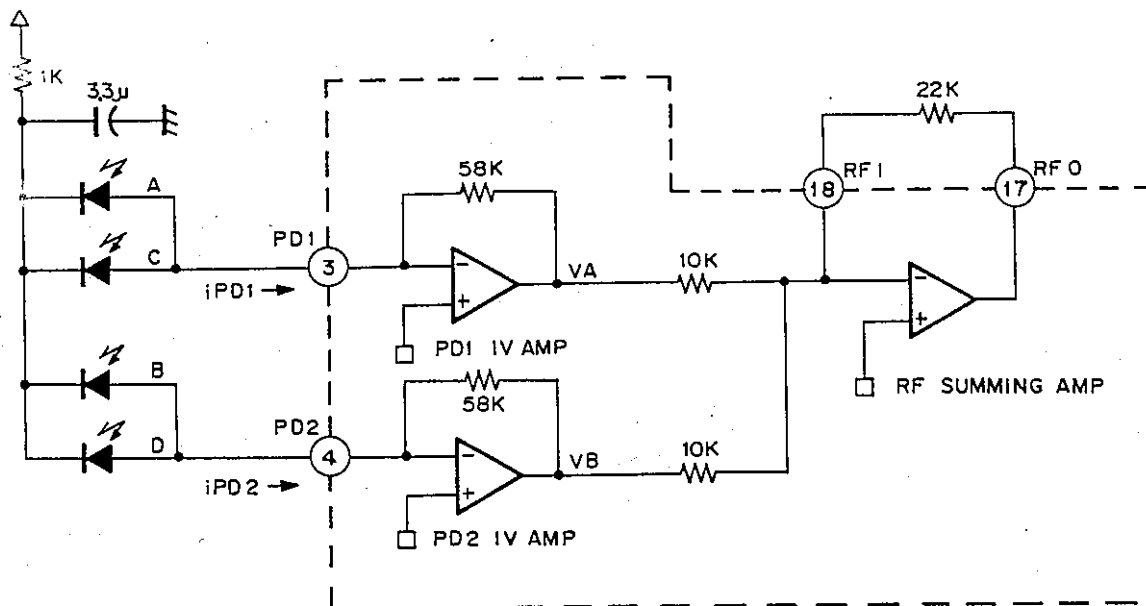 1K
3.3µ
22K
58K
RF1
RF0
18
17
A
PD1
C
3
iPD1
VA
10K
PD1 IV AMP
B
58K
RF SUMMING AMP
PD2
D
4
iPD2
VB
10K
PD2 IV AMP